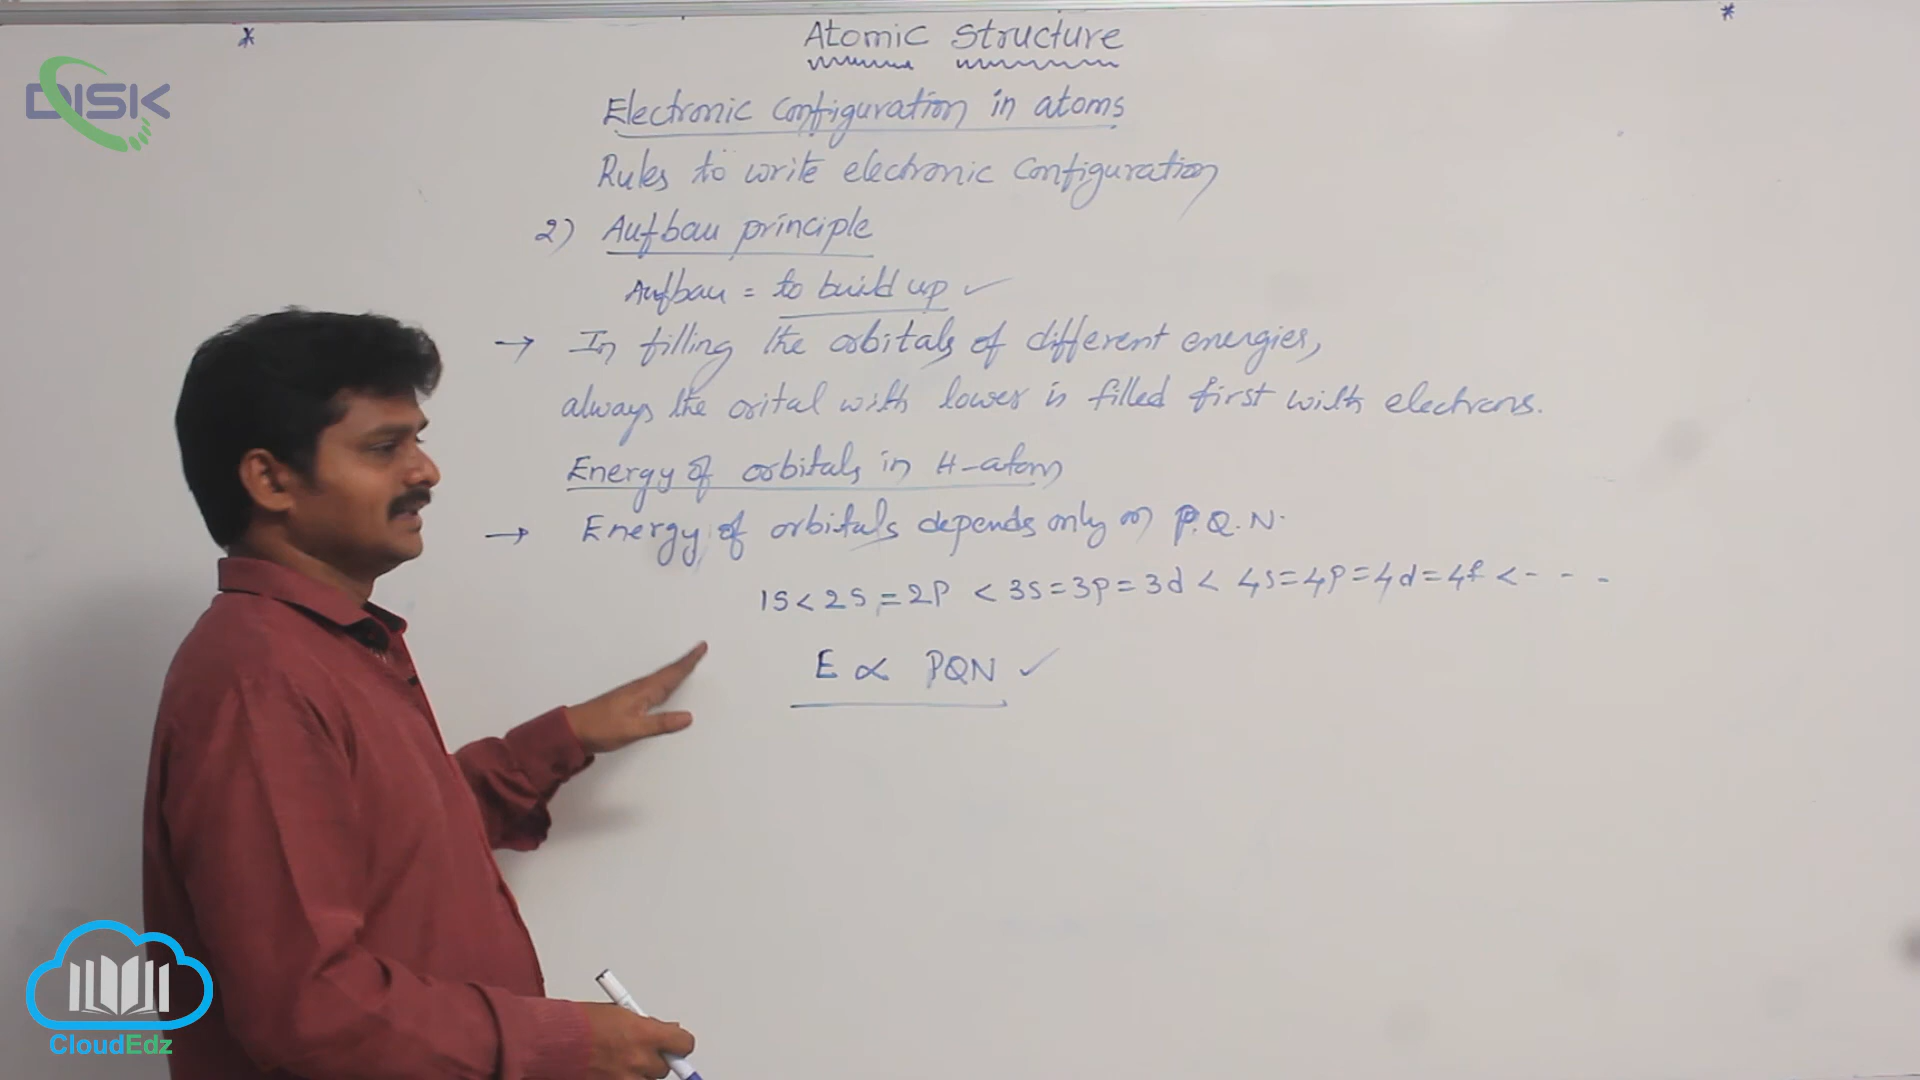 Atomic Structure
DISK
Electronic Configuration in atoms
Rules to write electronic Configuration
2) Aufbau principle
Aufbau = to build up ✓
→ In filling the orbitals of different energies,
always the orital with lower is filled first with electrons.
Energy of orbitals in H-atom
→ Energy of orbitals depends only on P.Q.N.
1S < 2S = 2P < 3S = 3p = 3d < 4s = 4p = 4d = 4f < - - -
E ∝ PQN ✓
CloudEdz